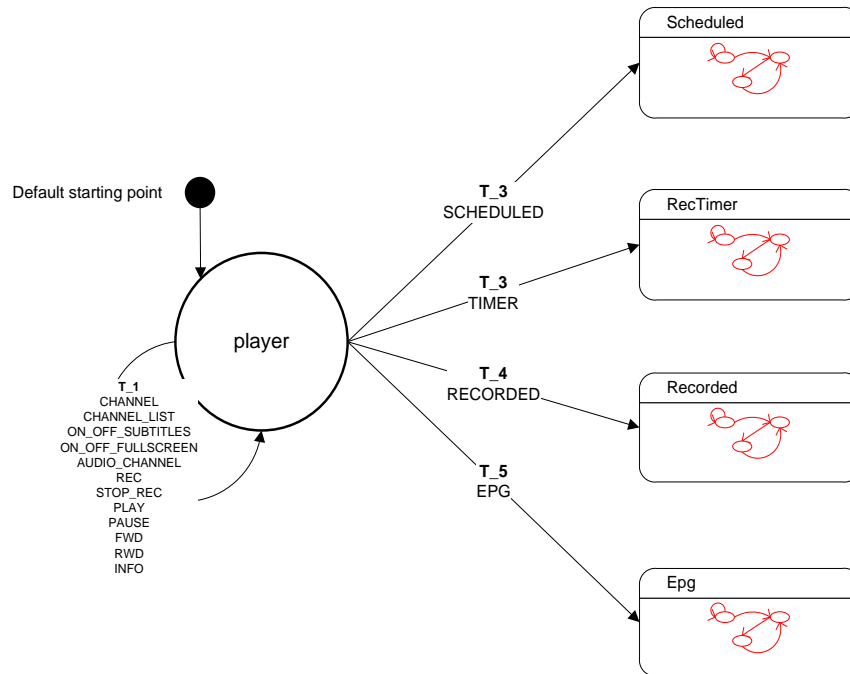 Scheduled
Default starting point
T_3
SCHEDULED
RecTimer
T_3
TIMER
player
T_4
RECORDED
Recorded
T_1
CHANNEL
CHANNEL_LIST
ON_OFF_SUBTITLES
ON_OFF_FULLSCREEN
AUDIO_CHANNEL
REC
STOP_REC
PLAY
PAUSE
FWD
RWD
INFO
T_5
EPG
Epg